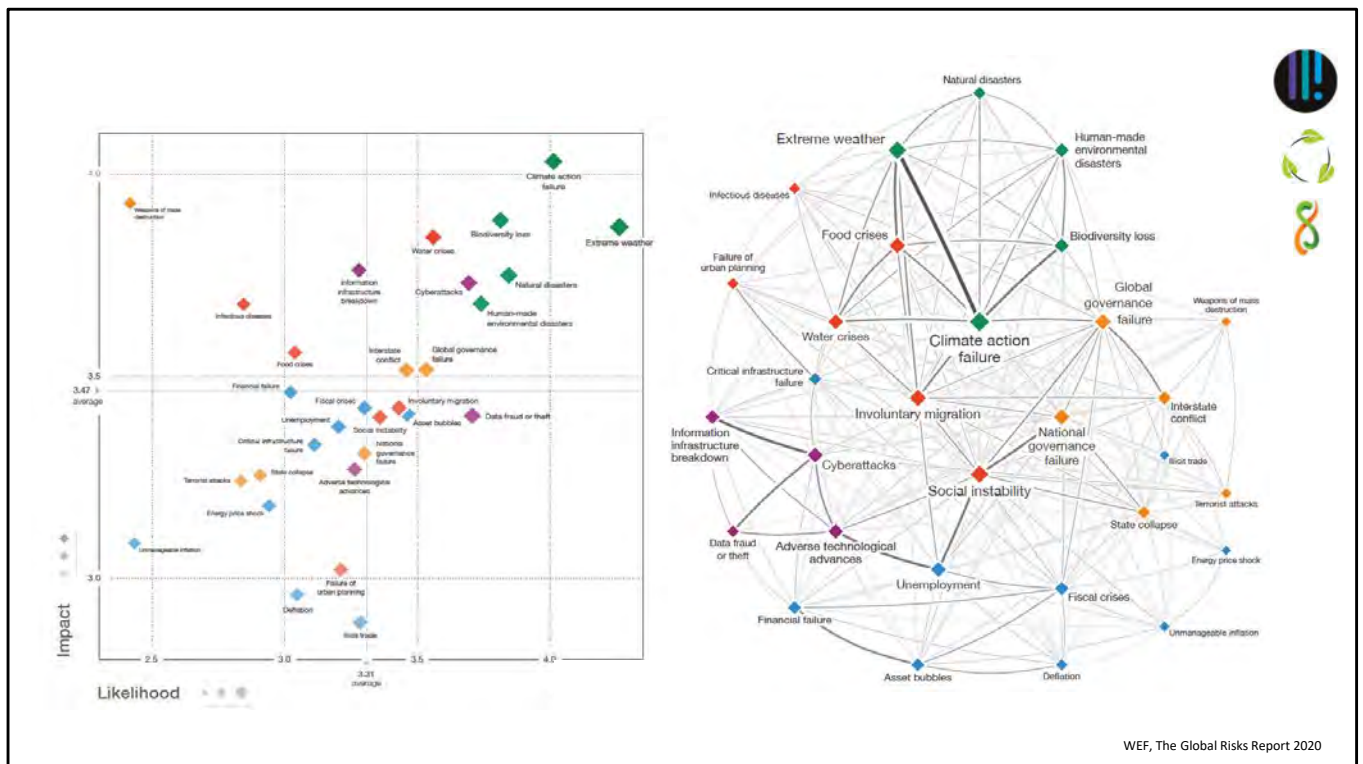 4.0
Climate action
failure
Weapons of mass
destruction
Biodiversity loss
Extreme weather
Water crises
Information
infrastructure
breakdown
Cyberattacks
Natural disasters
Human-made
environmental disasters
Infectious diseases
Interstate
conflict
Global governance
failure
Food crises
3.5
3.47
average
Financial failure
Fiscal crises
Involuntary migration
Unemployment
Social instability
Asset bubbles
Data fraud or theft
Critical infrastructure
failure
National
governance
failure
Terrorist attacks
State collapse
Adverse technological
advances
Energy price shock
Unmanageable inflation
3.0
Failure of
urban planning
Deflation
Illicit trade
Impact
2.5
3.0
3.5
4.0
3.31
average
Likelihood
Natural disasters
Extreme weather
Human-made
environmental
disasters
Infectious diseases
Food crises
Biodiversity loss
Failure of
urban planning
Global
governance
failure
Weapons of mass
destruction
Water crises
Climate action
failure
Critical infrastructure
failure
Involuntary migration
Interstate
conflict
Information
infrastructure
breakdown
National
governance
failure
Cyberattacks
Illicit trade
Social instability
Terrorist attacks
State collapse
Data fraud
or theft
Adverse technological
advances
Energy price shock
Unemployment
Fiscal crises
Financial failure
Unmanageable inflation
Asset bubbles
Deflation
WEF, The Global Risks Report 2020